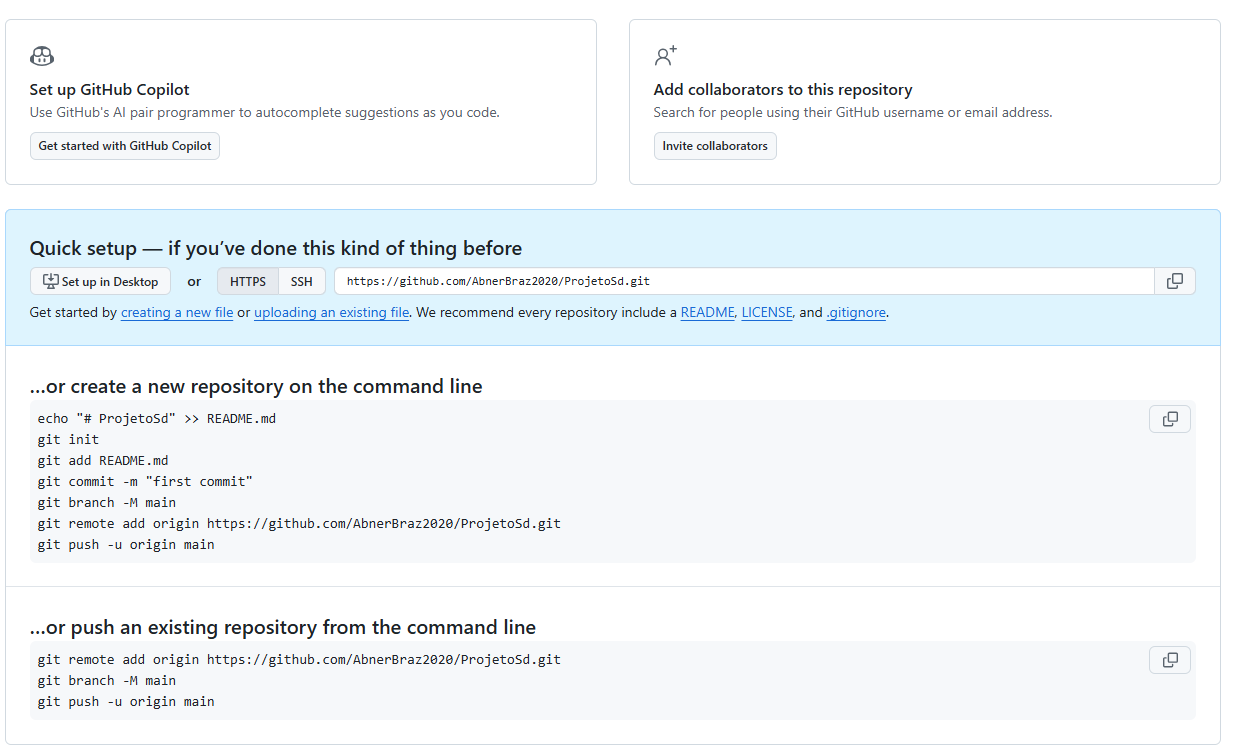 Set up GitHub Copilot
Use GitHub's AI pair programmer to autocomplete suggestions as you code.
Get started with GitHub Copilot
Add collaborators to this repository
Search for people using their GitHub username or email address.
Invite collaborators
Quick setup — if you’ve done this kind of thing before
Set up in Desktop or HTTPS SSH https://github.com/AbnerBraz2020/ProjetoSd.git
Get started by creating a new file or uploading an existing file. We recommend every repository include a README, LICENSE, and .gitignore.
…or create a new repository on the command line
echo "# ProjetoSd" >> README.md
git init
git add README.md
git commit -m "first commit"
git branch -M main
git remote add origin https://github.com/AbnerBraz2020/ProjetoSd.git
git push -u origin main
…or push an existing repository from the command line
git remote add origin https://github.com/AbnerBraz2020/ProjetoSd.git
git branch -M main
git push -u origin main